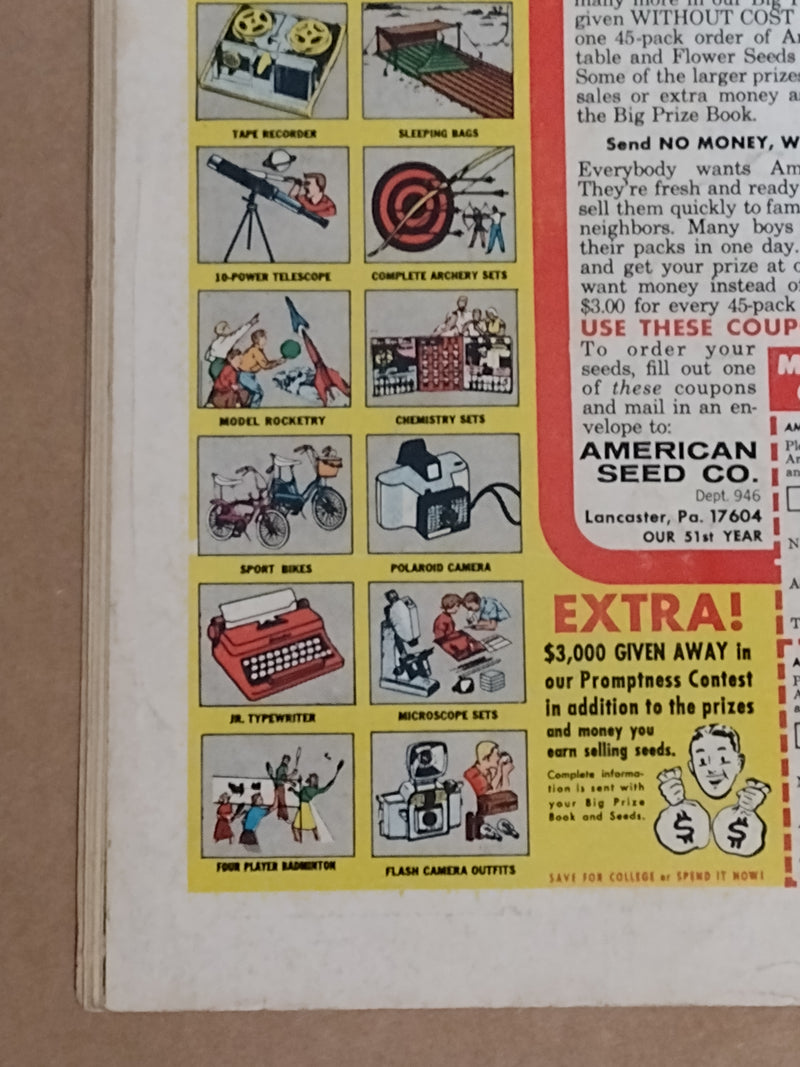 TAPE RECORDER
SLEEPING BAGS
10-POWER TELESCOPE
COMPLETE ARCHERY SETS
MODEL ROCKETRY
CHEMISTRY SETS
SPORT BIKES
POLAROID CAMERA
JR. TYPEWRITER
MICROSCOPE SETS
FOUR PLAYER BADMINTON
FLASH CAMERA OUTFITS
many more in our Big
given WITHOUT COST
one 45-pack order of
table and Flower Seeds
Some of the larger prizes
sales or extra money
the Big Prize Book.
Send NO MONEY, W
Everybody wants Am
They're fresh and ready
sell them quickly to fam
neighbors. Many boys
their packs in one day.
and get your prize at
want money instead
$3.00 for every 45-pack
USE THESE COUP
To order your
seeds, fill out one
of these coupons
and mail in an en-
velope to:
AMERICAN
SEED CO.
Dept. 946
Lancaster, Pa. 17604
OUR 51st YEAR
EXTRA!
$3,000 GIVEN AWAY in
our Promptness Contest
in addition to the prizes
and money you
earn selling seeds.
Complete informa-
tion is sent with
your Big Prize
Book and Seeds.
$ $
SAVE FOR COLLEGE or SPEND IT NOW!